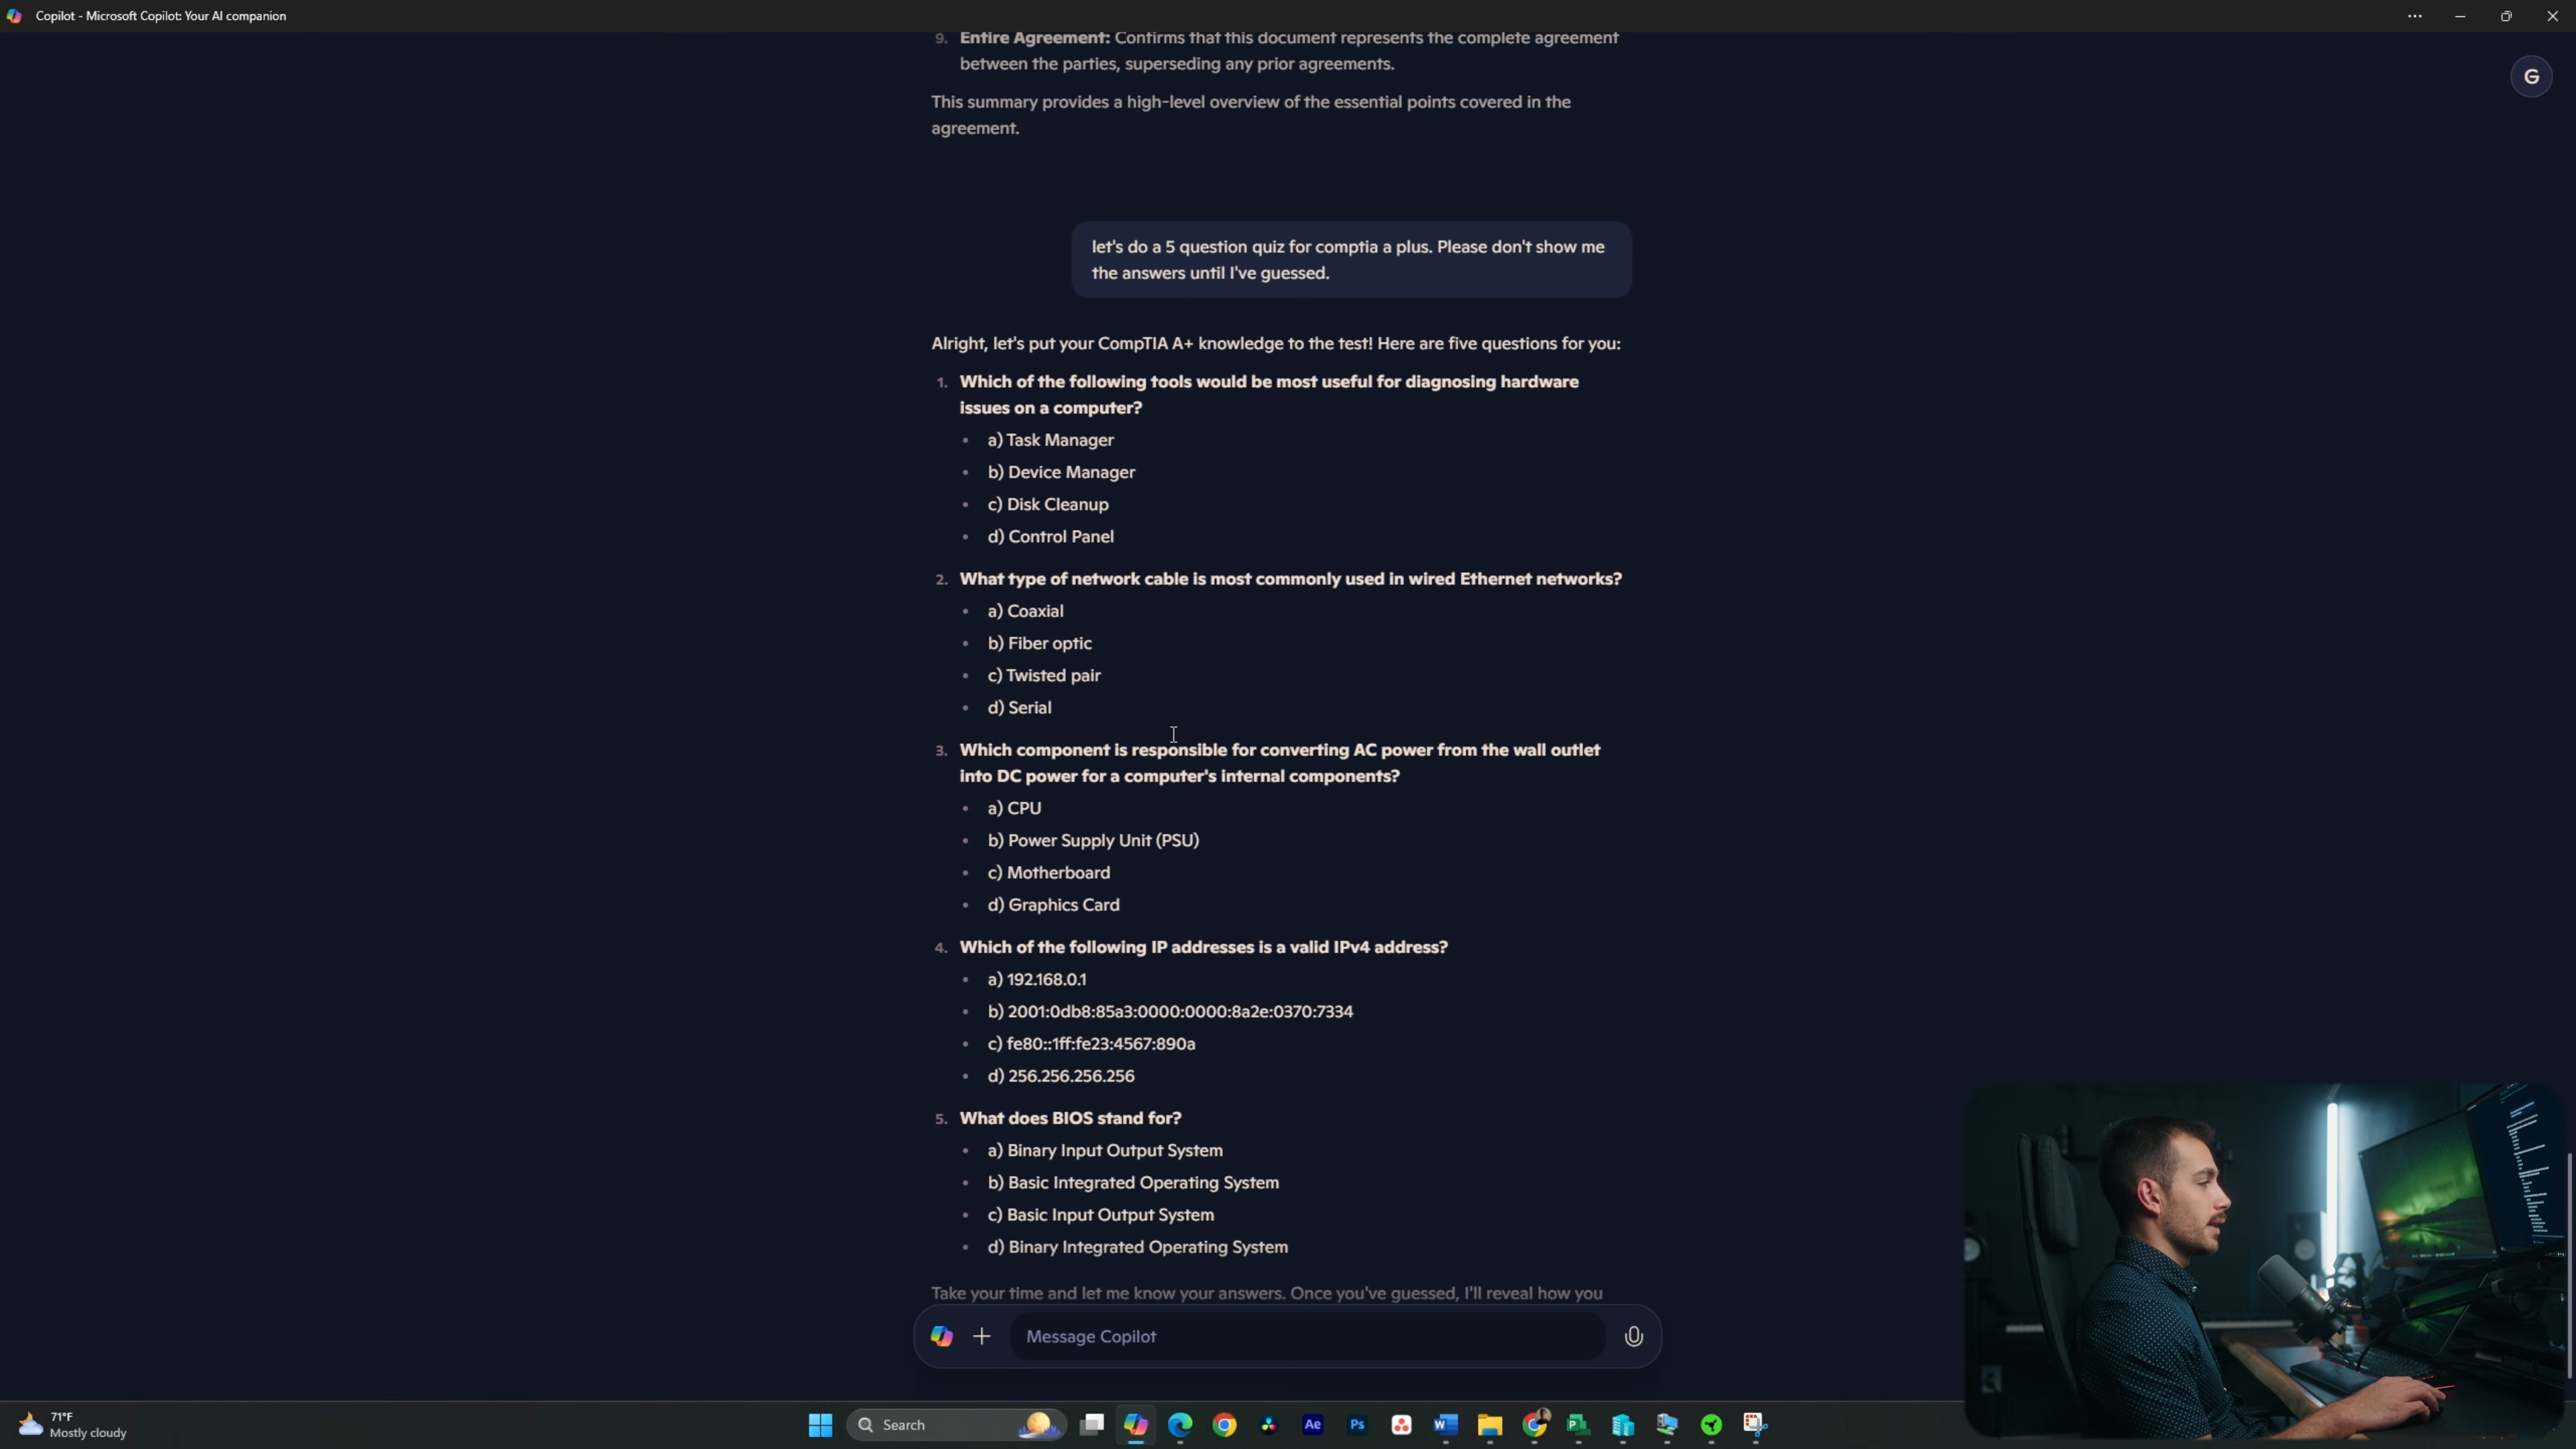 Copilot - Microsoft Copilot: Your AI companion
9. Entire Agreement: Confirms that this document represents the complete agreement
between the parties, superseding any prior agreements.
This summary provides a high-level overview of the essential points covered in the
agreement.
G
let's do a 5 question quiz for comptia a plus. Please don't show me
the answers until I've guessed.
Alright, let's put your CompTIA A+ knowledge to the test! Here are five questions for you:
1. Which of the following tools would be most useful for diagnosing hardware
issues on a computer?
• a) Task Manager
• b) Device Manager
• c) Disk Cleanup
• d) Control Panel
2. What type of network cable is most commonly used in wired Ethernet networks?
• a) Coaxial
• b) Fiber optic
• c) Twisted pair
• d) Serial
3. Which component is responsible for converting AC power from the wall outlet
into DC power for a computer's internal components?
• a) CPU
• b) Power Supply Unit (PSU)
• c) Motherboard
• d) Graphics Card
4. Which of the following IP addresses is a valid IPv4 address?
• a) 192.168.0.1
• b) 2001:0db8:85a3:0000:0000:8a2e:0370:7334
• c) fe80::1ff:fe23:4567:890a
• d) 256.256.256.256
5. What does BIOS stand for?
• a) Binary Input Output System
• b) Basic Integrated Operating System
• c) Basic Input Output System
• d) Binary Integrated Operating System
Take your time and let me know your answers. Once you've guessed, I'll reveal how you
Message Copilot
71°F
Mostly cloudy
Search
Ae
Ps
W
P